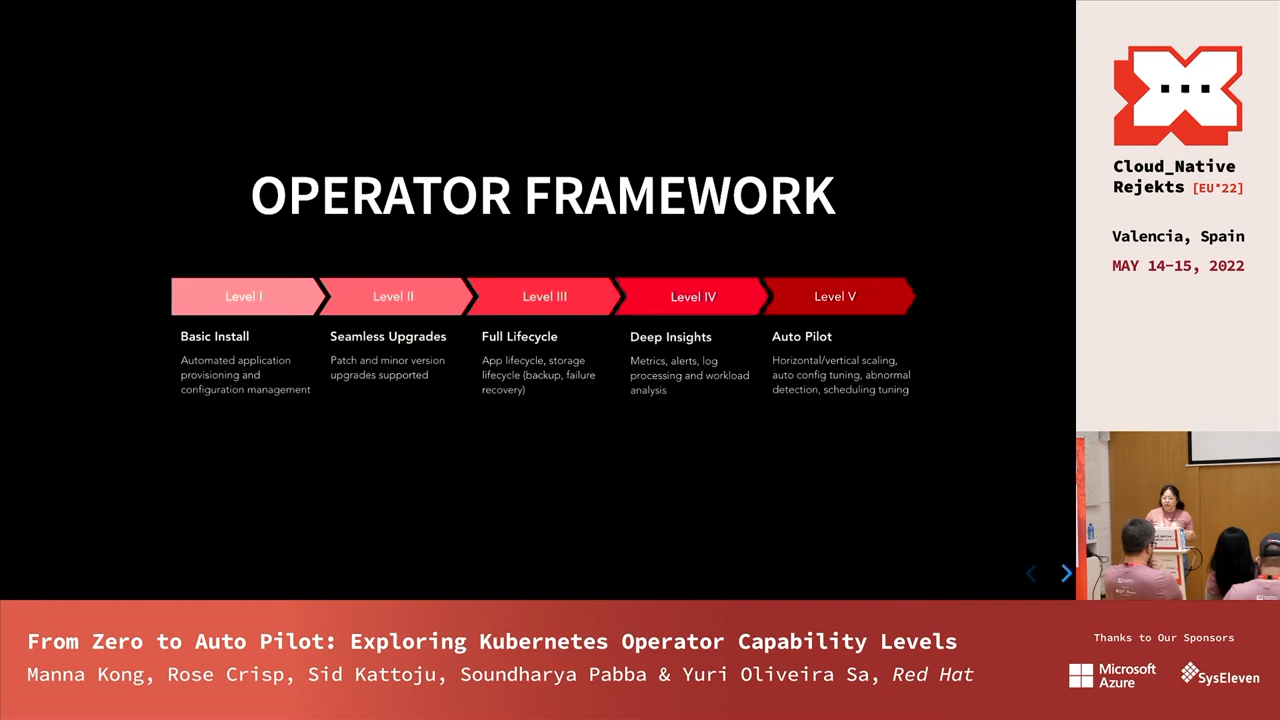 OPERATOR FRAMEWORK
Level I
Level II
Level III
Level IV
Level V
Basic Install
Automated application
provisioning and
configuration management
Seamless Upgrades
Patch and minor version
upgrades supported
Full Lifecycle
App lifecycle, storage
lifecycle (backup, failure
recovery)
Deep Insights
Metrics, alerts, log
processing and workload
analysis
Auto Pilot
Horizontal/vertical scaling,
auto config tuning, abnormal
detection, scheduling tuning
Cloud_Native
Rejekts [EU*22]
Valencia, Spain
MAY 14-15, 2022
From Zero to Auto Pilot: Exploring Kubernetes Operator Capability Levels
Manna Kong, Rose Crisp, Sid Kattoju, Soundharya Pabba & Yuri Oliveira Sa, Red Hat
Thanks to Our Sponsors
Microsoft
Azure
SysEleven